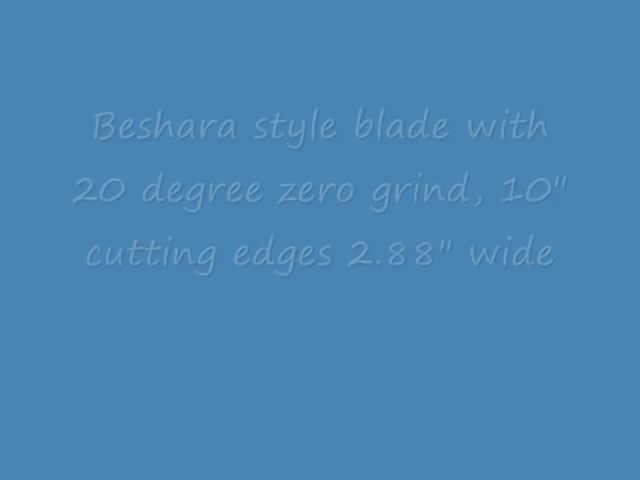 Beshara style blade with
20 degree zero grind, 10"
cutting edges 2.88" wide